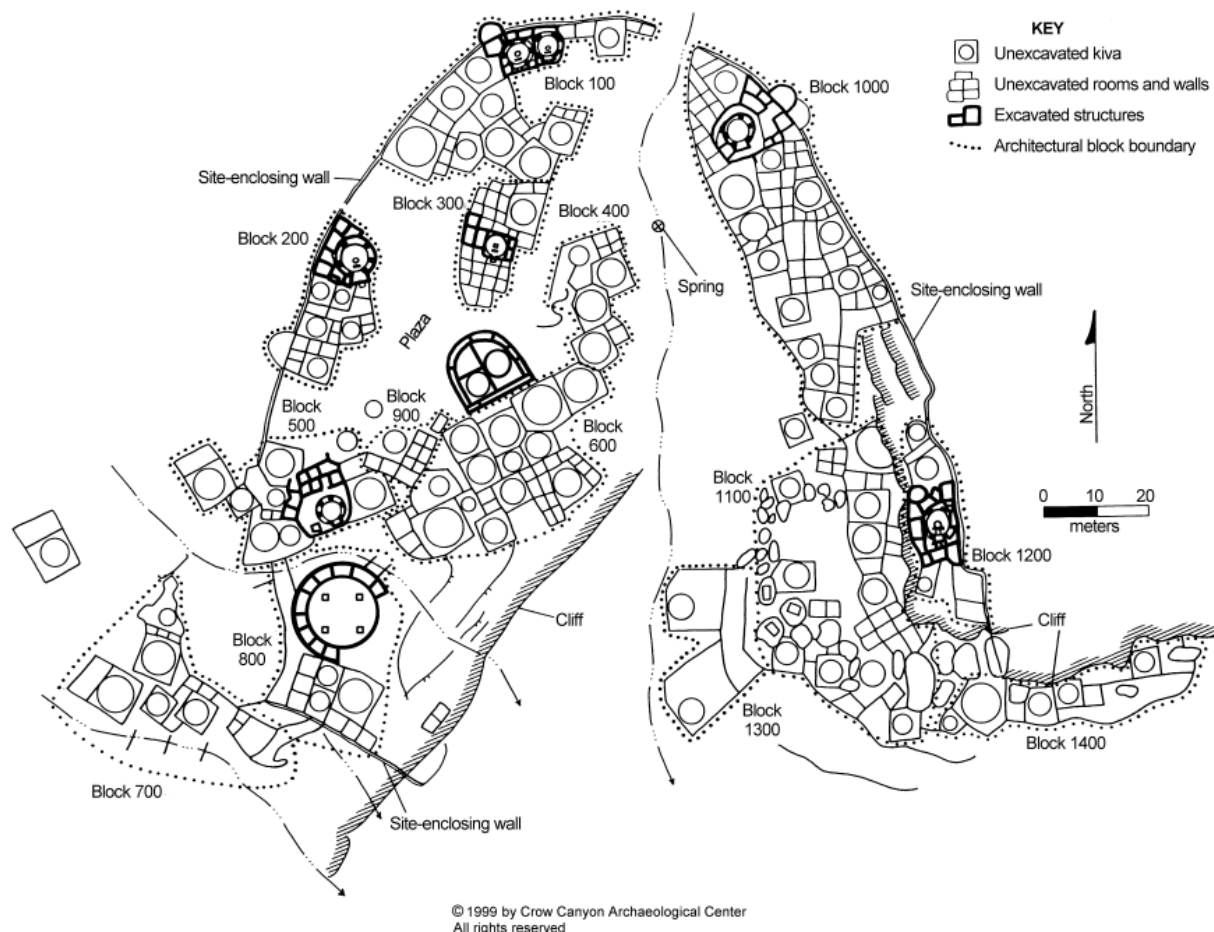 KEY
Unexcavated kiva
Unexcavated rooms and walls
Excavated structures
Architectural block boundary
Block 100
Block 1000
Site-enclosing wall
Block 300
Block 400
Block 200
Spring
Site-enclosing wall
Plaza
North
Block
500
Block
900
Block
600
Block
1100
0 10 20
meters
Block 1200
Cliff
Cliff
Block
800
Block
1300
Block 1400
Block 700
Site-enclosing wall
© 1999 by Crow Canyon Archaeological Center
All rights reserved